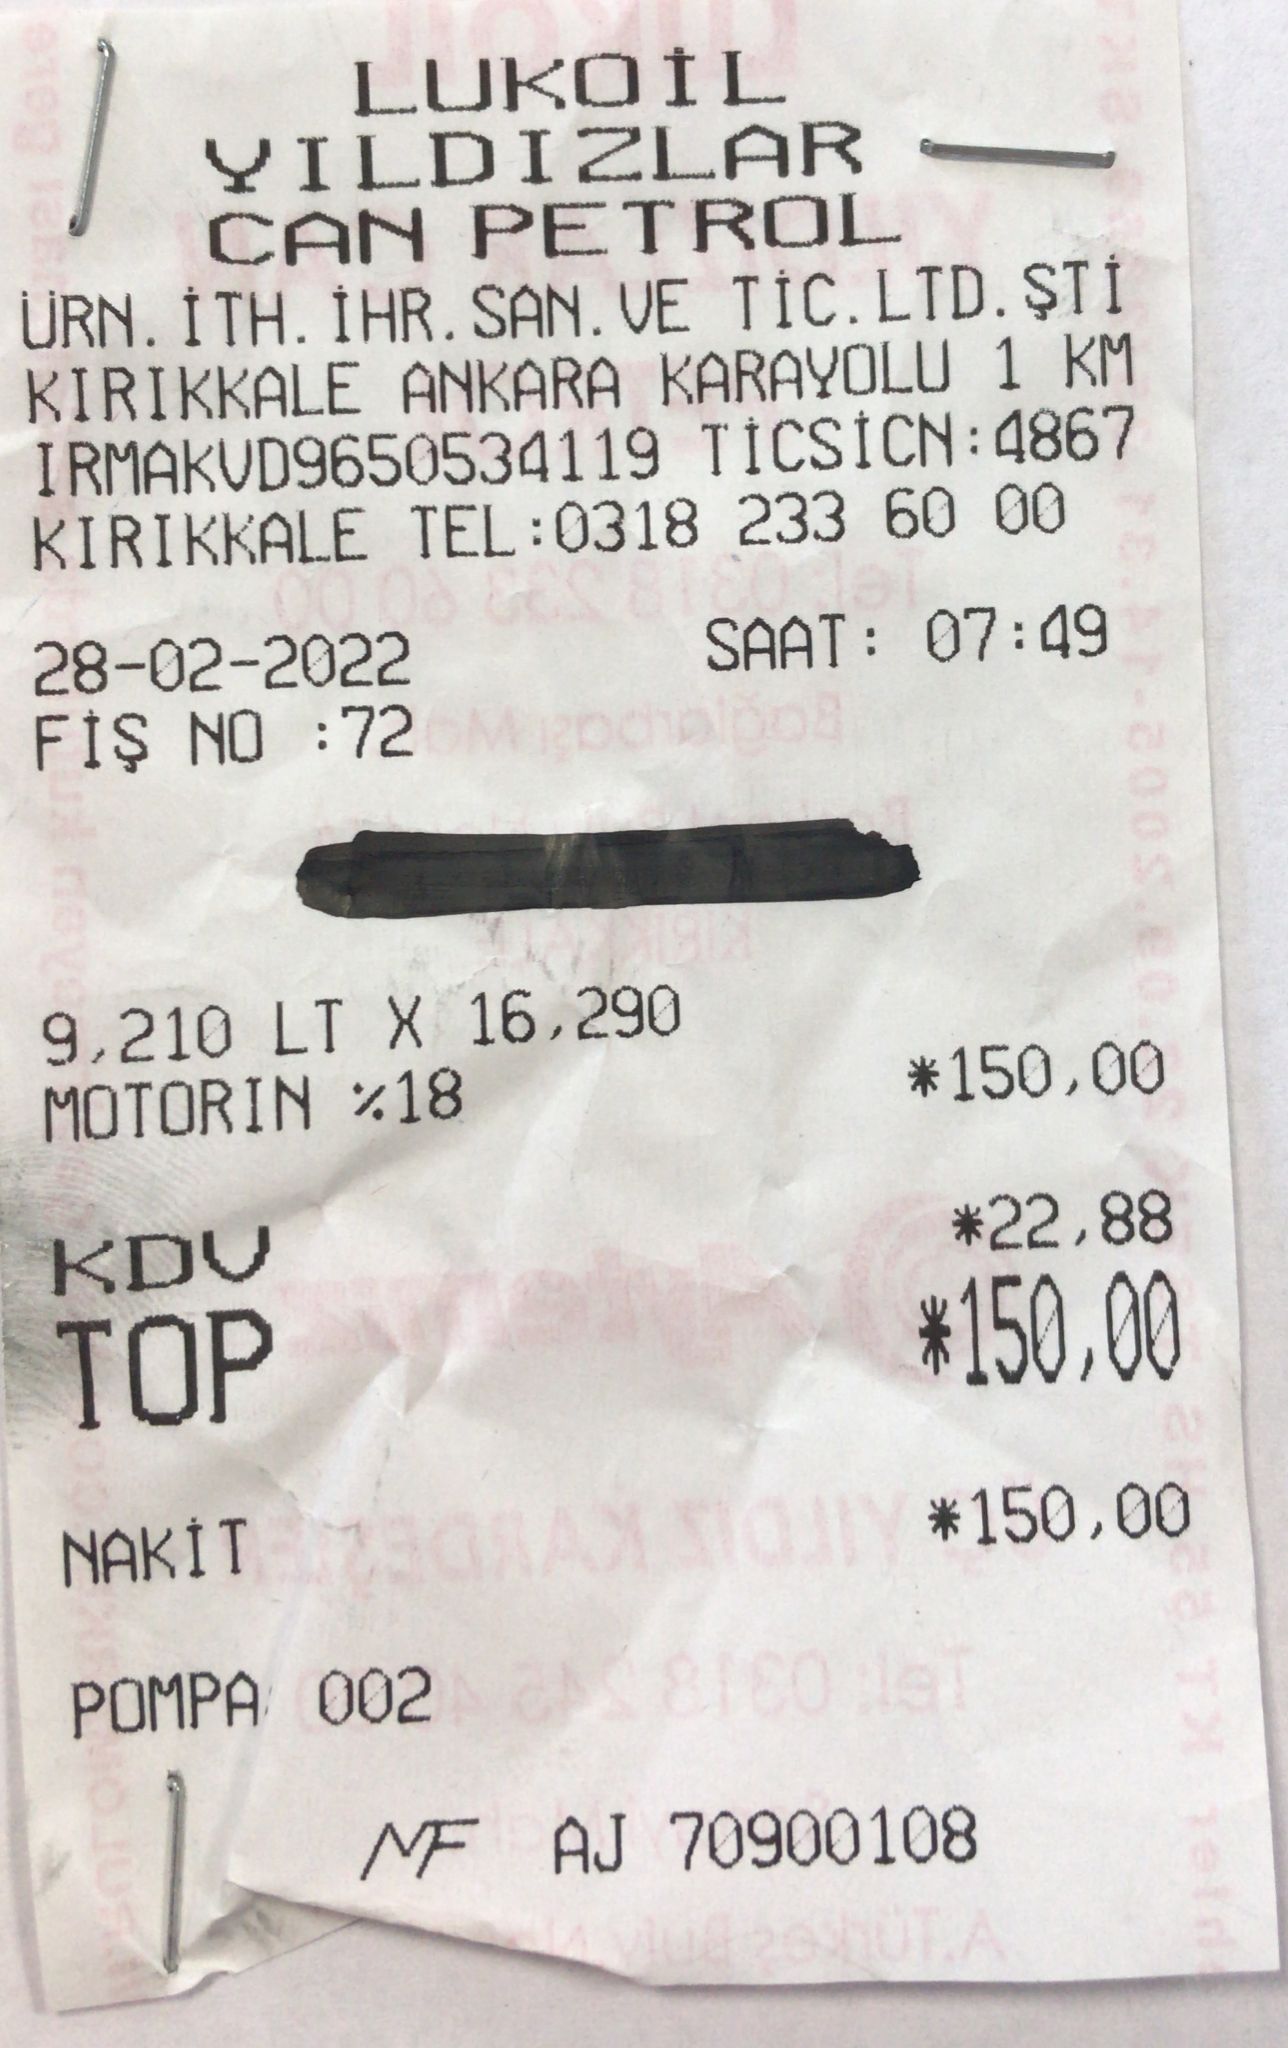 LUKOİL
YILDIZLAR
CAN PETROL
ÜRN.İTH.İHR.SAN.VE TİC.LTD.ŞTİ
KIRIKKALE ANKARA KARAYOLU 1 KM
IRMAKVD9650534119 TİCSİCN:4867
KIRIKKALE TEL:0318 233 60 00
28-02-2022 SAAT: 07:49
FİŞ NO :72
9,210 LT X 16,290
MOTORIN %18 *150,00
KDV *22,88
TOP *150,00
NAKİT *150,00
POMPA 002
MF AJ 70900108